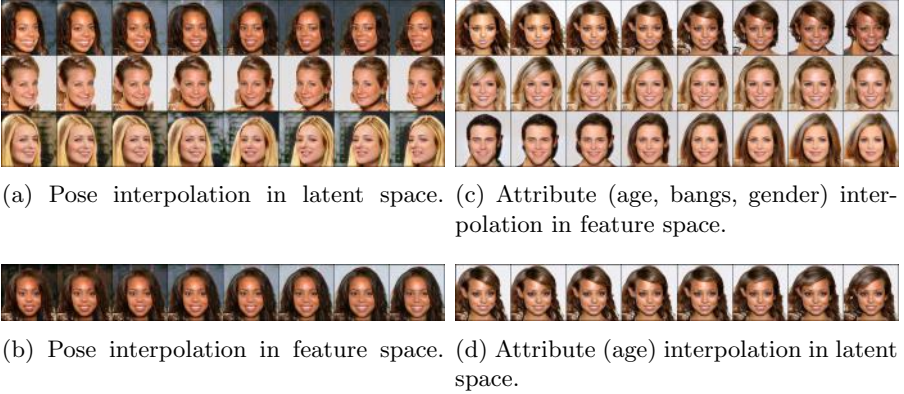 (a) Pose interpolation in latent space.
(c) Attribute (age, bangs, gender) inter-
polation in feature space.
(b) Pose interpolation in feature space.
(d) Attribute (age) interpolation in latent
space.